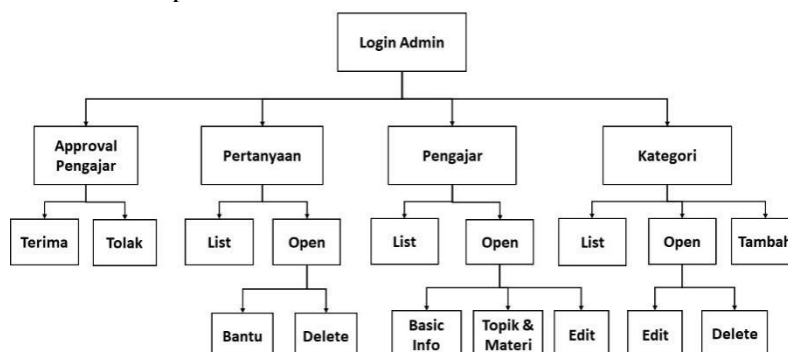 Login Admin
Approval
Pengajar
Pertanyaan
Pengajar
Kategori
Terima
Tolak
List
Open
List
Open
List
Open
Tambah
Bantu
Delete
Basic
Info
Topik &
Materi
Edit
Edit
Delete